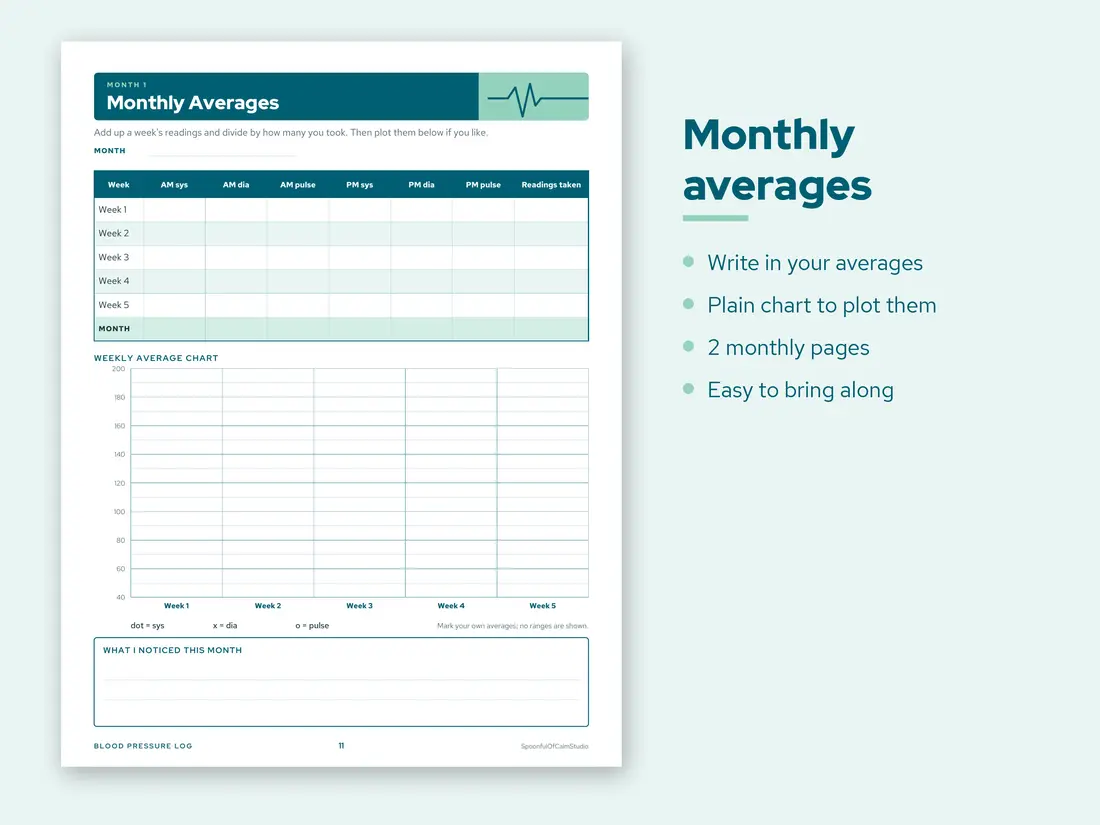 MONTH 1
Monthly Averages
Add up a week's readings and divide by how many you took. Then plot them below if you like.
MONTH
Week AM sys AM dia AM pulse PM sys PM dia PM pulse Readings taken
Week 1
Week 2
Week 3
Week 4
Week 5
MONTH
WEEKLY AVERAGE CHART
200
180
160
140
120
100
80
60
40
Week 1 Week 2 Week 3 Week 4 Week 5
dot = sys x = dia o = pulse Mark your own averages; no ranges are shown.
WHAT I NOTICED THIS MONTH
BLOOD PRESSURE LOG 11 SpoonfulOfCalmStudio
Monthly
averages
Write in your averages
Plain chart to plot them
2 monthly pages
Easy to bring along